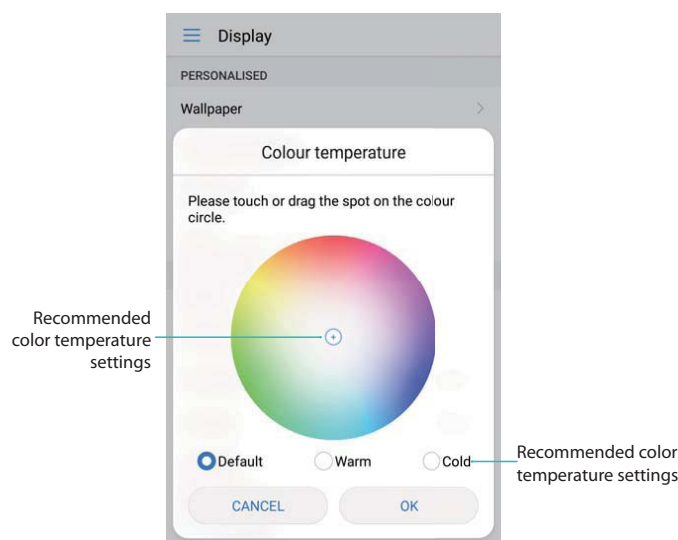 Display
PERSONALISED
Wallpaper
Colour temperature
Please touch or drag the spot on the colour
circle.
Recommended
color temperature
settings
Default Warm Cold
Recommended color
temperature settings
CANCEL OK